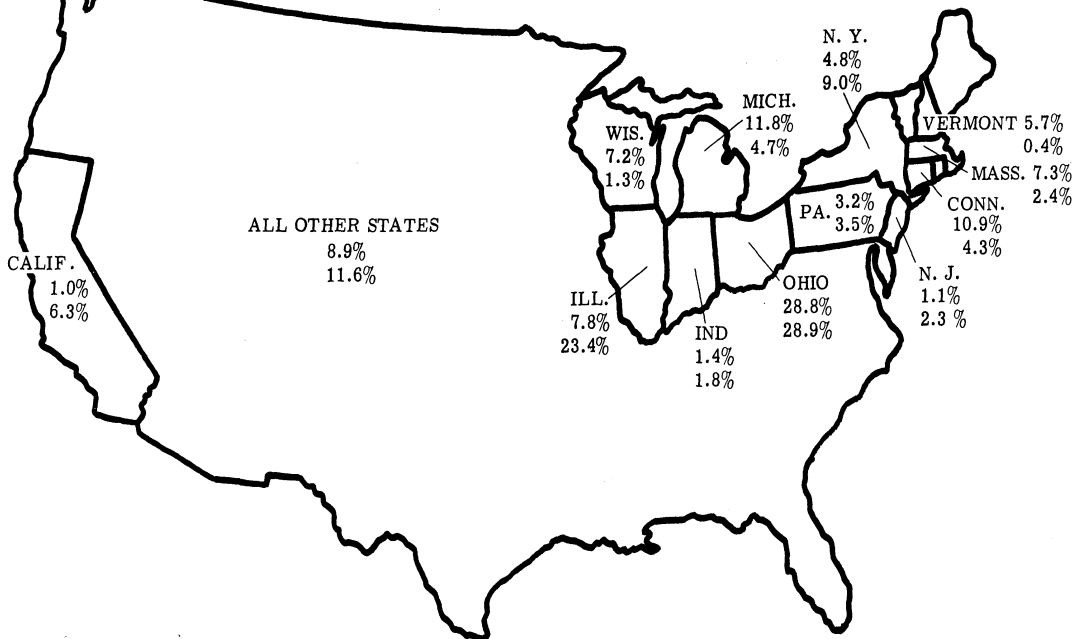 N. Y.
4.8%
9.0%
MICH.
11.8%
4.7%
WIS.
7.2%
1.3%
VERMONT 5.7%
0.4%
MASS. 7.3%
2.4%
CONN.
10.9%
4.3%
PA. 3.2%
3.5%
N. J.
1.1%
2.3 %
ALL OTHER STATES
8.9%
11.6%
CALIF.
1.0%
6.3%
ILL.
7.8%
23.4%
IND
1.4%
1.8%
OHIO
28.8%
28.9%